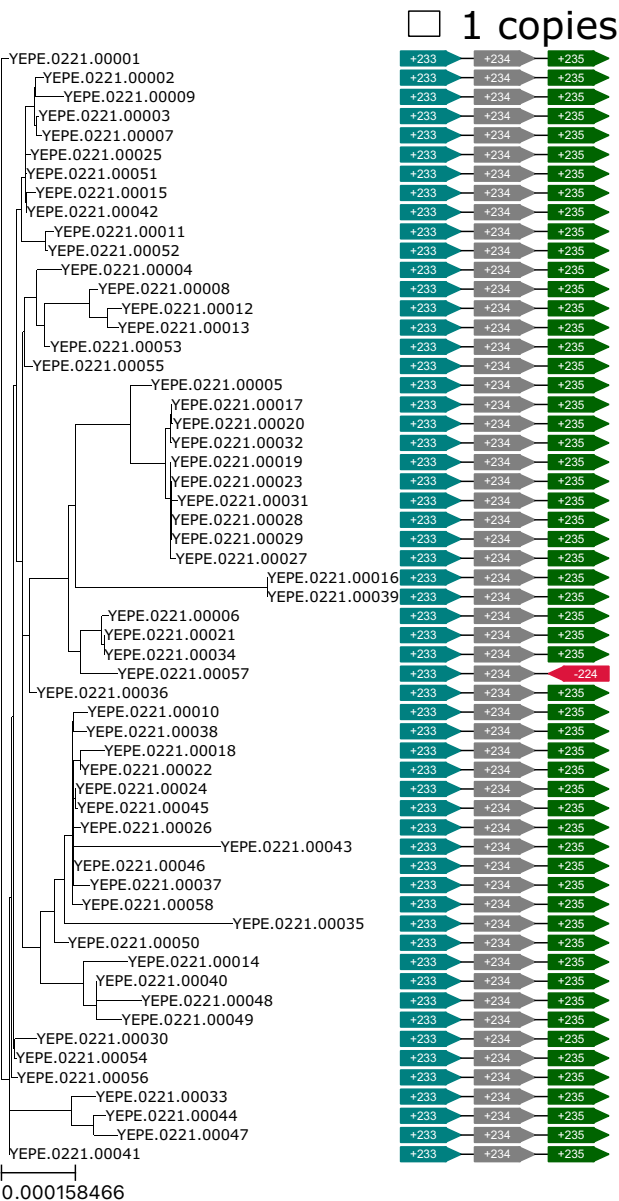 1 copies
YEPE.0221.00001 +233 +234 +235
YEPE.0221.00002 +233 +234 +235
YEPE.0221.00009 +233 +234 +235
YEPE.0221.00003 +233 +234 +235
YEPE.0221.00007 +233 +234 +235
YEPE.0221.00025 +233 +234 +235
YEPE.0221.00051 +233 +234 +235
YEPE.0221.00015 +233 +234 +235
YEPE.0221.00042 +233 +234 +235
YEPE.0221.00011 +233 +234 +235
YEPE.0221.00052 +233 +234 +235
YEPE.0221.00004 +233 +234 +235
YEPE.0221.00008 +233 +234 +235
YEPE.0221.00012 +233 +234 +235
YEPE.0221.00013 +233 +234 +235
YEPE.0221.00053 +233 +234 +235
YEPE.0221.00055 +233 +234 +235
YEPE.0221.00005 +233 +234 +235
YEPE.0221.00017 +233 +234 +235
YEPE.0221.00020 +233 +234 +235
YEPE.0221.00032 +233 +234 +235
YEPE.0221.00019 +233 +234 +235
YEPE.0221.00023 +233 +234 +235
YEPE.0221.00031 +233 +234 +235
YEPE.0221.00028 +233 +234 +235
YEPE.0221.00029 +233 +234 +235
YEPE.0221.00027 +233 +234 +235
YEPE.0221.00016 +233 +234 +235
YEPE.0221.00039 +233 +234 +235
YEPE.0221.00006 +233 +234 +235
YEPE.0221.00021 +233 +234 +235
YEPE.0221.00034 +233 +234 +235
YEPE.0221.00057 +233 +234 -224
YEPE.0221.00036 +233 +234 +235
YEPE.0221.00010 +233 +234 +235
YEPE.0221.00038 +233 +234 +235
YEPE.0221.00018 +233 +234 +235
YEPE.0221.00022 +233 +234 +235
YEPE.0221.00024 +233 +234 +235
YEPE.0221.00045 +233 +234 +235
YEPE.0221.00026 +233 +234 +235
YEPE.0221.00043 +233 +234 +235
YEPE.0221.00046 +233 +234 +235
YEPE.0221.00037 +233 +234 +235
YEPE.0221.00058 +233 +234 +235
YEPE.0221.00035 +233 +234 +235
YEPE.0221.00050 +233 +234 +235
YEPE.0221.00014 +233 +234 +235
YEPE.0221.00040 +233 +234 +235
YEPE.0221.00048 +233 +234 +235
YEPE.0221.00049 +233 +234 +235
YEPE.0221.00030 +233 +234 +235
YEPE.0221.00054 +233 +234 +235
YEPE.0221.00056 +233 +234 +235
YEPE.0221.00033 +233 +234 +235
YEPE.0221.00044 +233 +234 +235
YEPE.0221.00047 +233 +234 +235
YEPE.0221.00041 +233 +234 +235
0.000158466